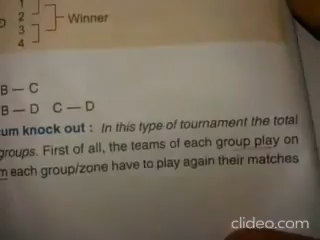 1
2
Winner
D
3
4
B — C
B — D C — D
um knock out : In this type of tournament the total
groups. First of all, the teams of each group play on
m each group/zone have to play again their matches
clideo.com